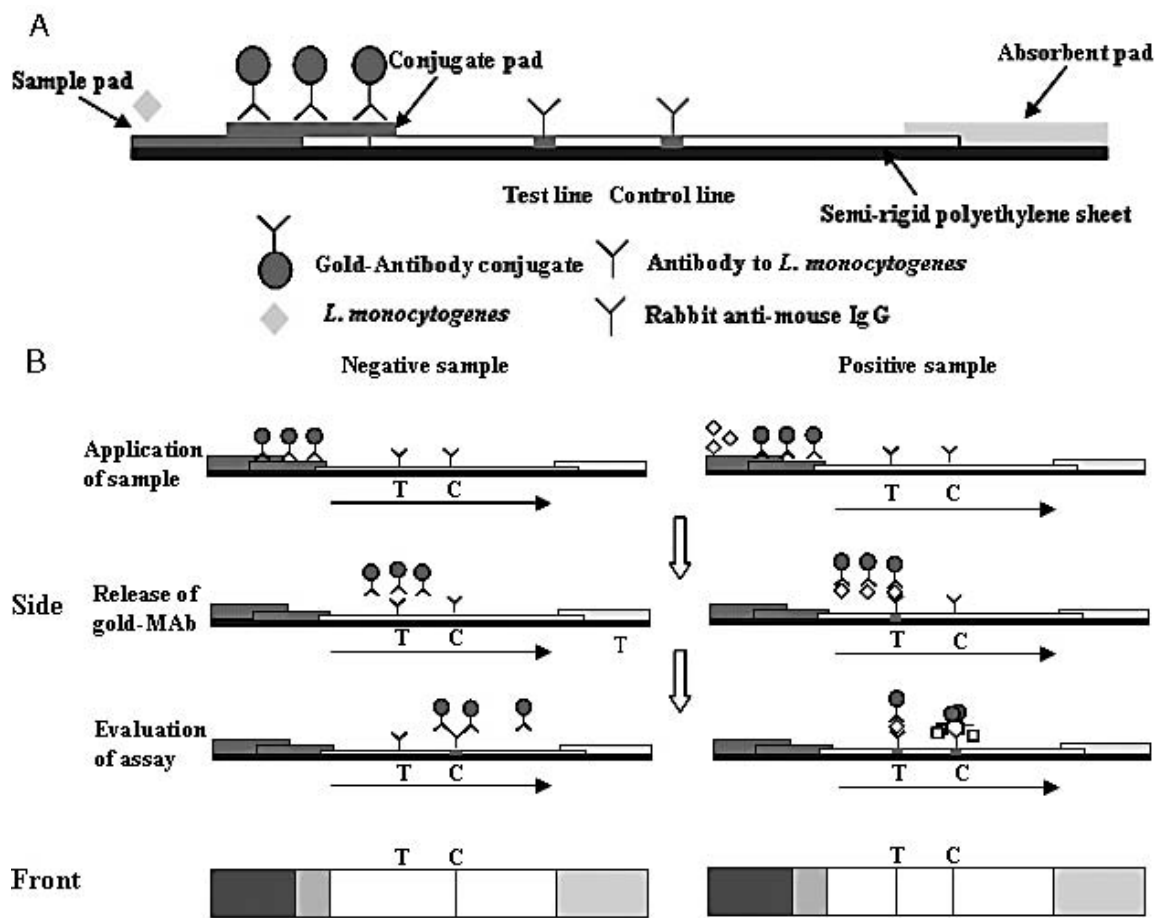 A
Sample pad
Conjugate pad
Absorbent pad
Test line Control line
Semi-rigid polyethylene sheet
Gold-Antibody conjugate
Antibody to L. monocytogenes
L. monocytogenes
Rabbit anti-mouse IgG
B
Negative sample
Positive sample
Application
of sample
T C
T C
Side
Release of
gold-MAb
T C
T
T C
Evaluation
of assay
T C
T C
Front
T C
T C